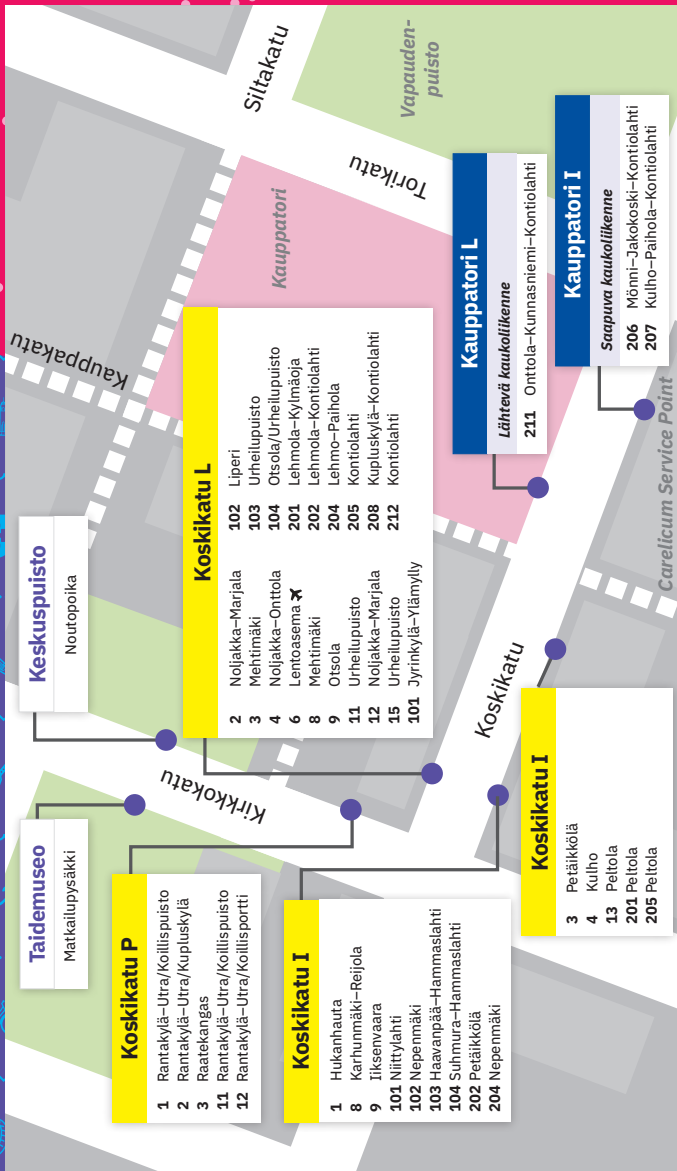 Siltakatu
Vapauden-
puisto
Torikatu
Kauppatori
Kauppakatu
Keskuspuisto
Noutopoika
Taidemuseo
Matkailupysäkki
Kirkkokatu
Koskikatu
Carelicum Service Point
Koskikatu P
1 Rantakylä–Utra/Koillispuisto
2 Rantakylä–Utra/Kupluskylä
3 Raatekangas
11 Rantakylä–Utra/Koillispuisto
12 Rantakylä–Utra/Koillisportti
Koskikatu L
2 Noljakka–Marjala
3 Mehtimäki
4 Noljakka–Onttola
6 Lentoasema
8 Mehtimäki
9 Otsola
11 Urheilupuisto
12 Noljakka–Marjala
15 Urheilupuisto
101 Jyrinkylä–Ylämylly
102 Liperi
103 Urheilupuisto
104 Otsola/Urheilupuisto
201 Lehmola–Kylmäoja
202 Lehmola–Kontiolahti
204 Lehmo–Paihola
205 Kontiolahti
208 Kupluskylä–Kontiolahti
212 Kontiolahti
Koskikatu I
1 Hukanhauta
8 Karhunmäki–Reijola
9 Iiksenvaara
101 Niittylahti
102 Nepenmäki
103 Haavanpää–Hammaslahti
104 Suhmura–Hammaslahti
202 Petäikkölä
204 Nepenmäki
Koskikatu I
3 Petäikkölä
4 Kulho
13 Peltola
201 Peltola
205 Peltola
Kauppatori L
Lähtevä kaukoliikenne
211 Onttola–Kunnasniemi–Kontiolahti
Kauppatori I
Saapuva kaukoliikenne
206 Mönni–Jakokoski–Kontiolahti
207 Kulho–Paihola–Kontiolahti